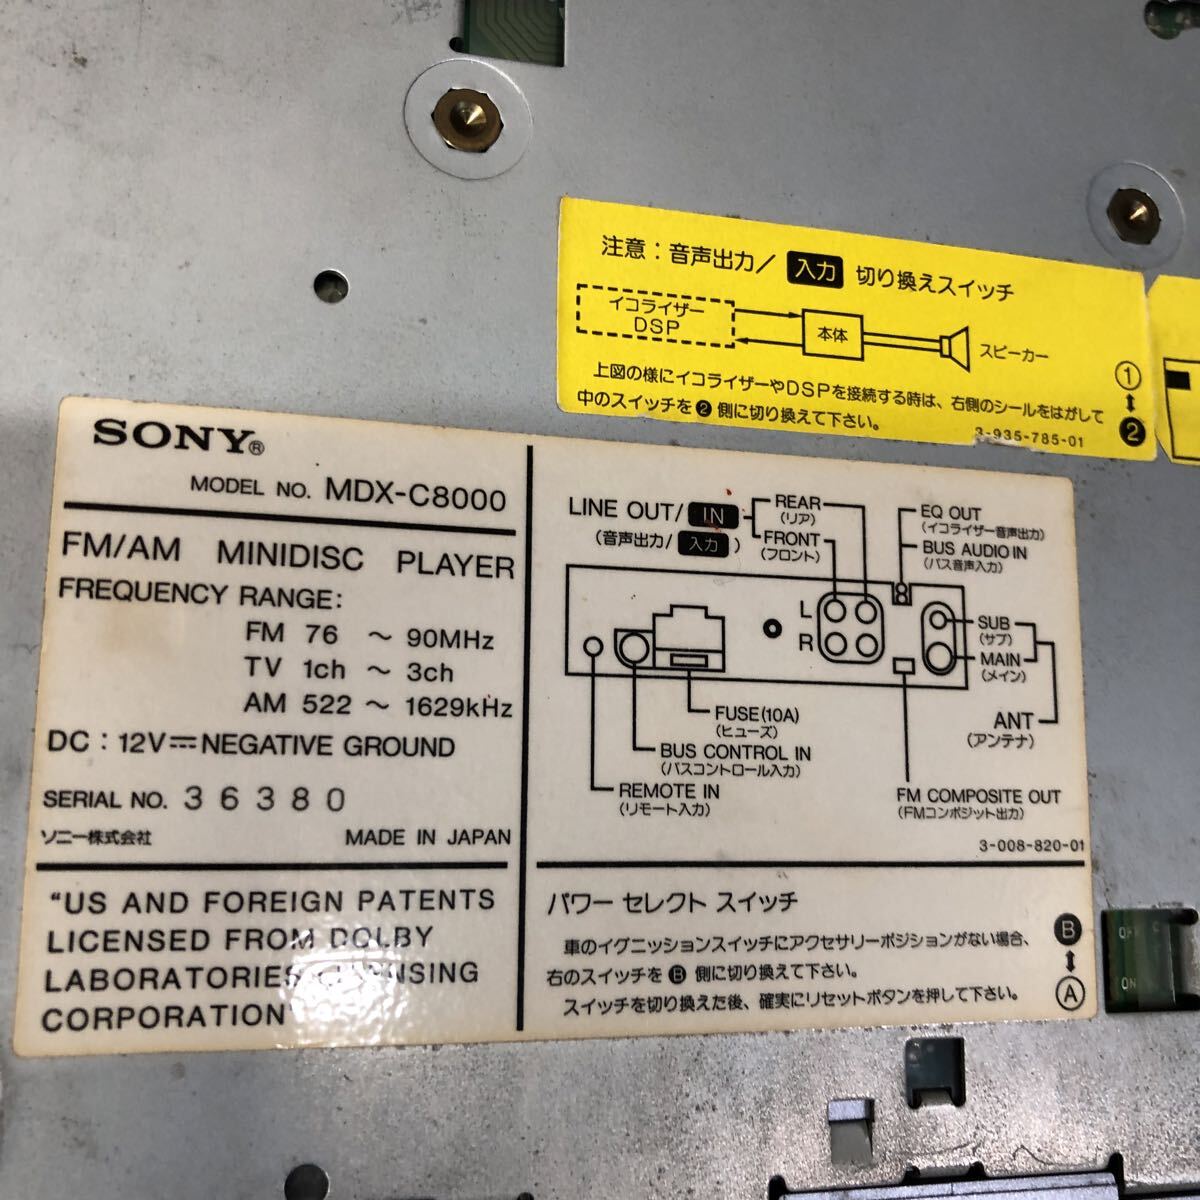 注意：音声出力／入力 切り換えスイッチ
イコライザー
DSP
本体
スピーカー
上図の様にイコライザーやDSPを接続する時は、右側のシールをはがして
中のスイッチを②側に切り換えて下さい。
3-935-785-01
①
②
SONY®
MODEL NO. MDX-C8000
FM/AM MINIDISC PLAYER
FREQUENCY RANGE:
FM 76 ～ 90MHz
TV 1ch ～ 3ch
AM 522 ～ 1629kHz
DC : 12V⎓NEGATIVE GROUND
SERIAL NO. 36380
ソニー株式会社 MADE IN JAPAN
"US AND FOREIGN PATENTS
LICENSED FROM DOLBY
LABORATORIES LICENSING
CORPORATION"
LINE OUT/IN
(音声出力/入力)
REAR
(リア)
FRONT
(フロント)
EQ OUT
(イコライザー音声出力)
BUS AUDIO IN
(バス音声入力)
L
R
SUB
(サブ)
MAIN
(メイン)
ANT
(アンテナ)
FUSE(10A)
(ヒューズ)
BUS CONTROL IN
(バスコントロール入力)
REMOTE IN
(リモート入力)
FM COMPOSITE OUT
(FMコンポジット出力)
3-008-820-01
パワー セレクト スイッチ
車のイグニッションスイッチにアクセサリーポジションがない場合、
右のスイッチをⒷ側に切り換えて下さい。
スイッチを切り換えた後、確実にリセットボタンを押して下さい。
Ⓑ
Ⓐ
ON